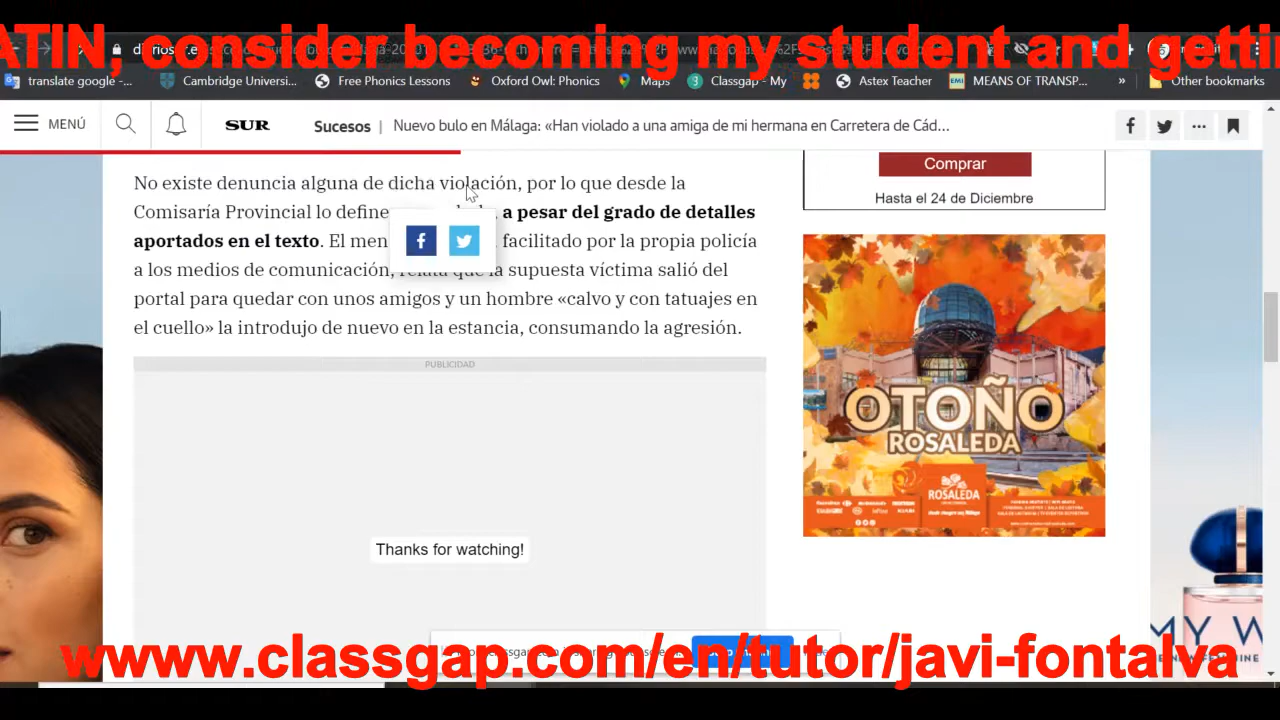 ATIN, consider becoming my student and gettin
translate google -...
Cambridge Universi...
Free Phonics Lessons
Oxford Owl: Phonics
Maps
Classgap - My
Astex Teacher
MEANS OF TRANSP...
»
Other bookmarks
MENÚ
SUR
Sucesos | Nuevo bulo en Málaga: «Han violado a una amiga de mi hermana en Carretera de Cád...
No existe denuncia alguna de dicha violación, por lo que desde la
Comisaría Provincial lo define a pesar del grado de detalles
aportados en el texto. El facilitado por la propia policía
a los medios de comunicación, relata que la supuesta víctima salió del
portal para quedar con unos amigos y un hombre «calvo y con tatuajes en
el cuello» la introdujo de nuevo en la estancia, consumando la agresión.
Comprar
Hasta el 24 de Diciembre
OTOÑO
ROSALEDA
ROSALEDA
PUBLICIDAD
Thanks for watching!
MY W
www.classgap.com/en/tutor/javi-fontalva